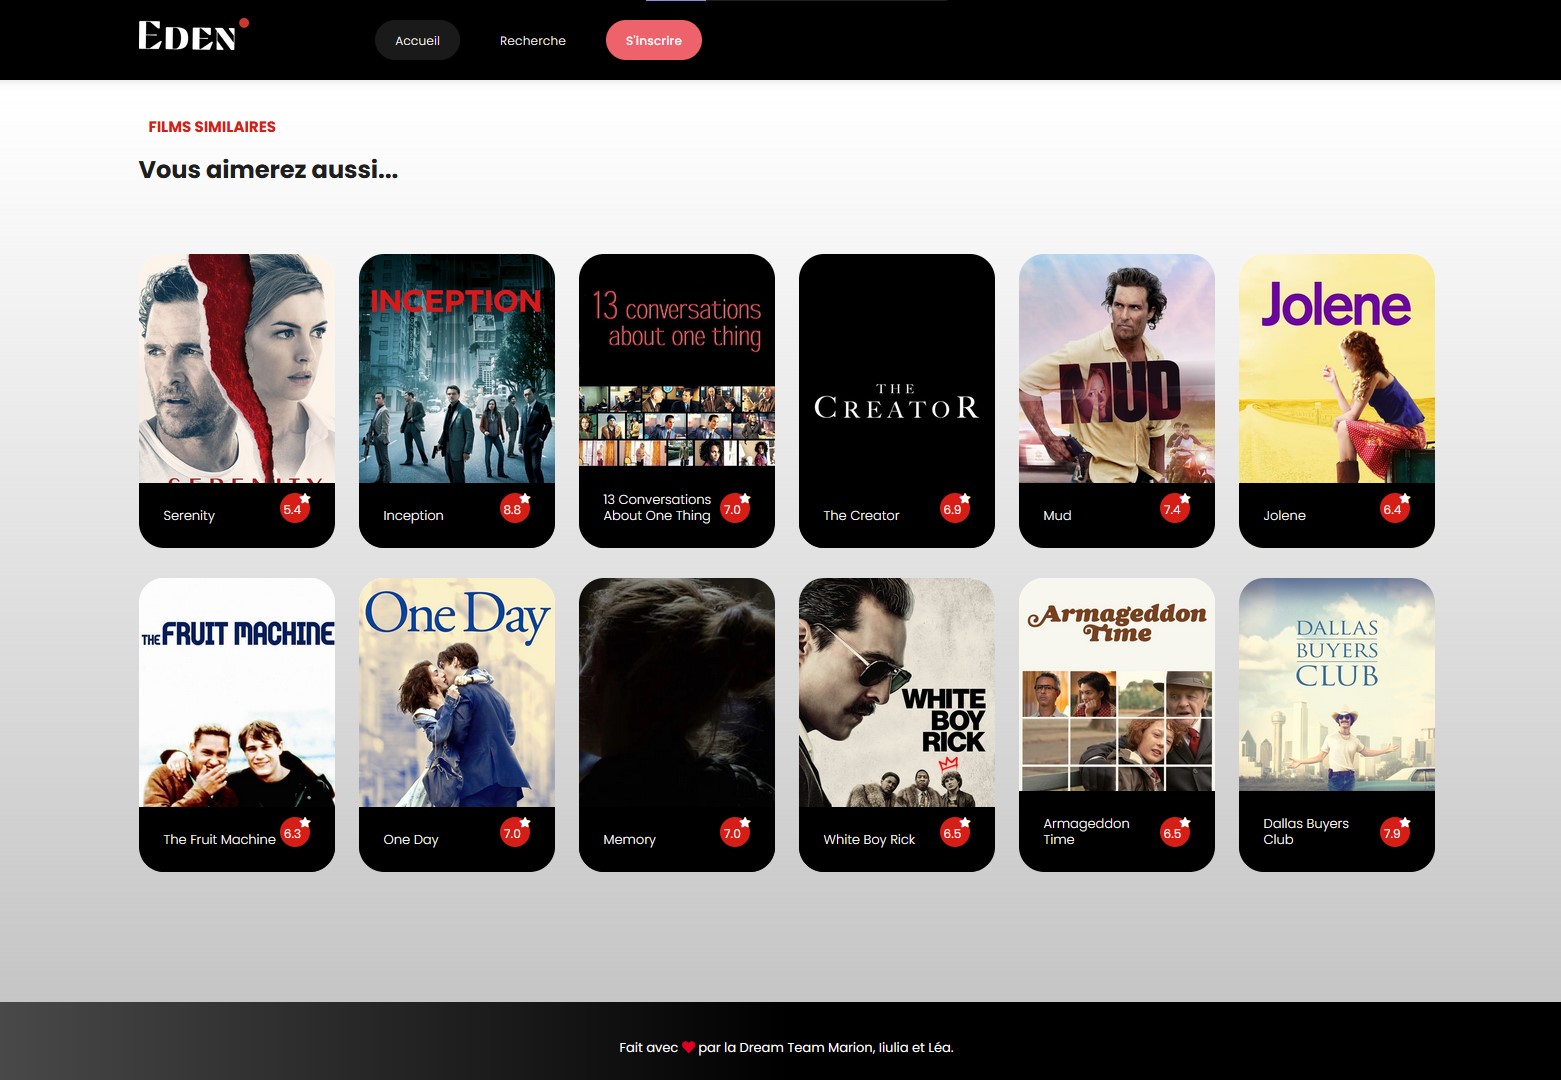 EDEN
Accueil
Recherche
S'inscrire
FILMS SIMILAIRES
Vous aimerez aussi...
SERENITY
Serenity
5.4
INCEPTION
Inception
8.8
13 conversations
about one thing
13 Conversations
About One Thing
7.0
THE
CREATOR
The Creator
6.9
MUD
Mud
7.4
Jolene
Jolene
6.4
THE FRUIT MACHINE
The Fruit Machine
6.3
One Day
One Day
7.0
Memory
7.0
WHITE
BOY
RICK
White Boy Rick
6.5
Armageddon
Time
Armageddon
Time
6.5
DALLAS
BUYERS
CLUB
Dallas Buyers
Club
7.9
Fait avec ❤ par la Dream Team Marion, Iiulia et Léa.